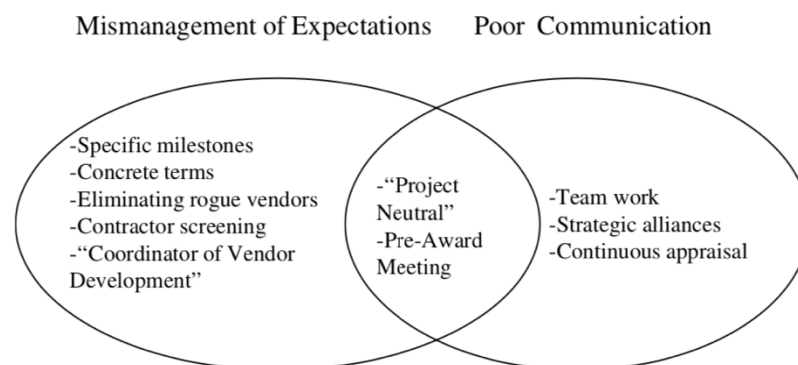 Mismanagement of Expectations
Poor Communication
-Specific milestones
-Concrete terms
-Eliminating rogue vendors
-Contractor screening
-“Coordinator of Vendor
Development”
-“Project
Neutral”
-Pre-Award
Meeting
-Team work
-Strategic alliances
-Continuous appraisal